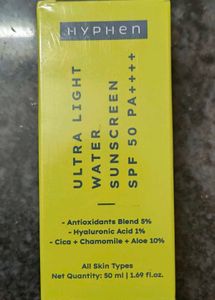 HYPHEN
ULTRA LIGHT
WATER
SUNSCREEN
SPF 50 PA++++
- Antioxidants Blend 5%
- Hyaluronic Acid 1%
- Cica + Chamomile + Aloe 10%
All Skin Types
Net Quantity: 50 ml | 1.69 fl.oz.